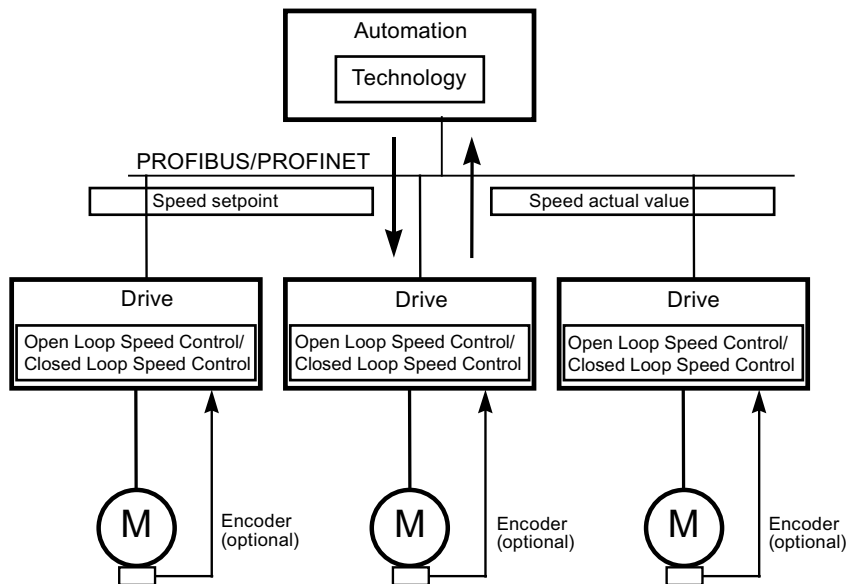 Automation
Technology
PROFIBUS/PROFINET
Speed setpoint
Speed actual value
Drive
Open Loop Speed Control/
Closed Loop Speed Control
Drive
Open Loop Speed Control/
Closed Loop Speed Control
Drive
Open Loop Speed Control/
Closed Loop Speed Control
M
Encoder
(optional)
M
Encoder
(optional)
M
Encoder
(optional)